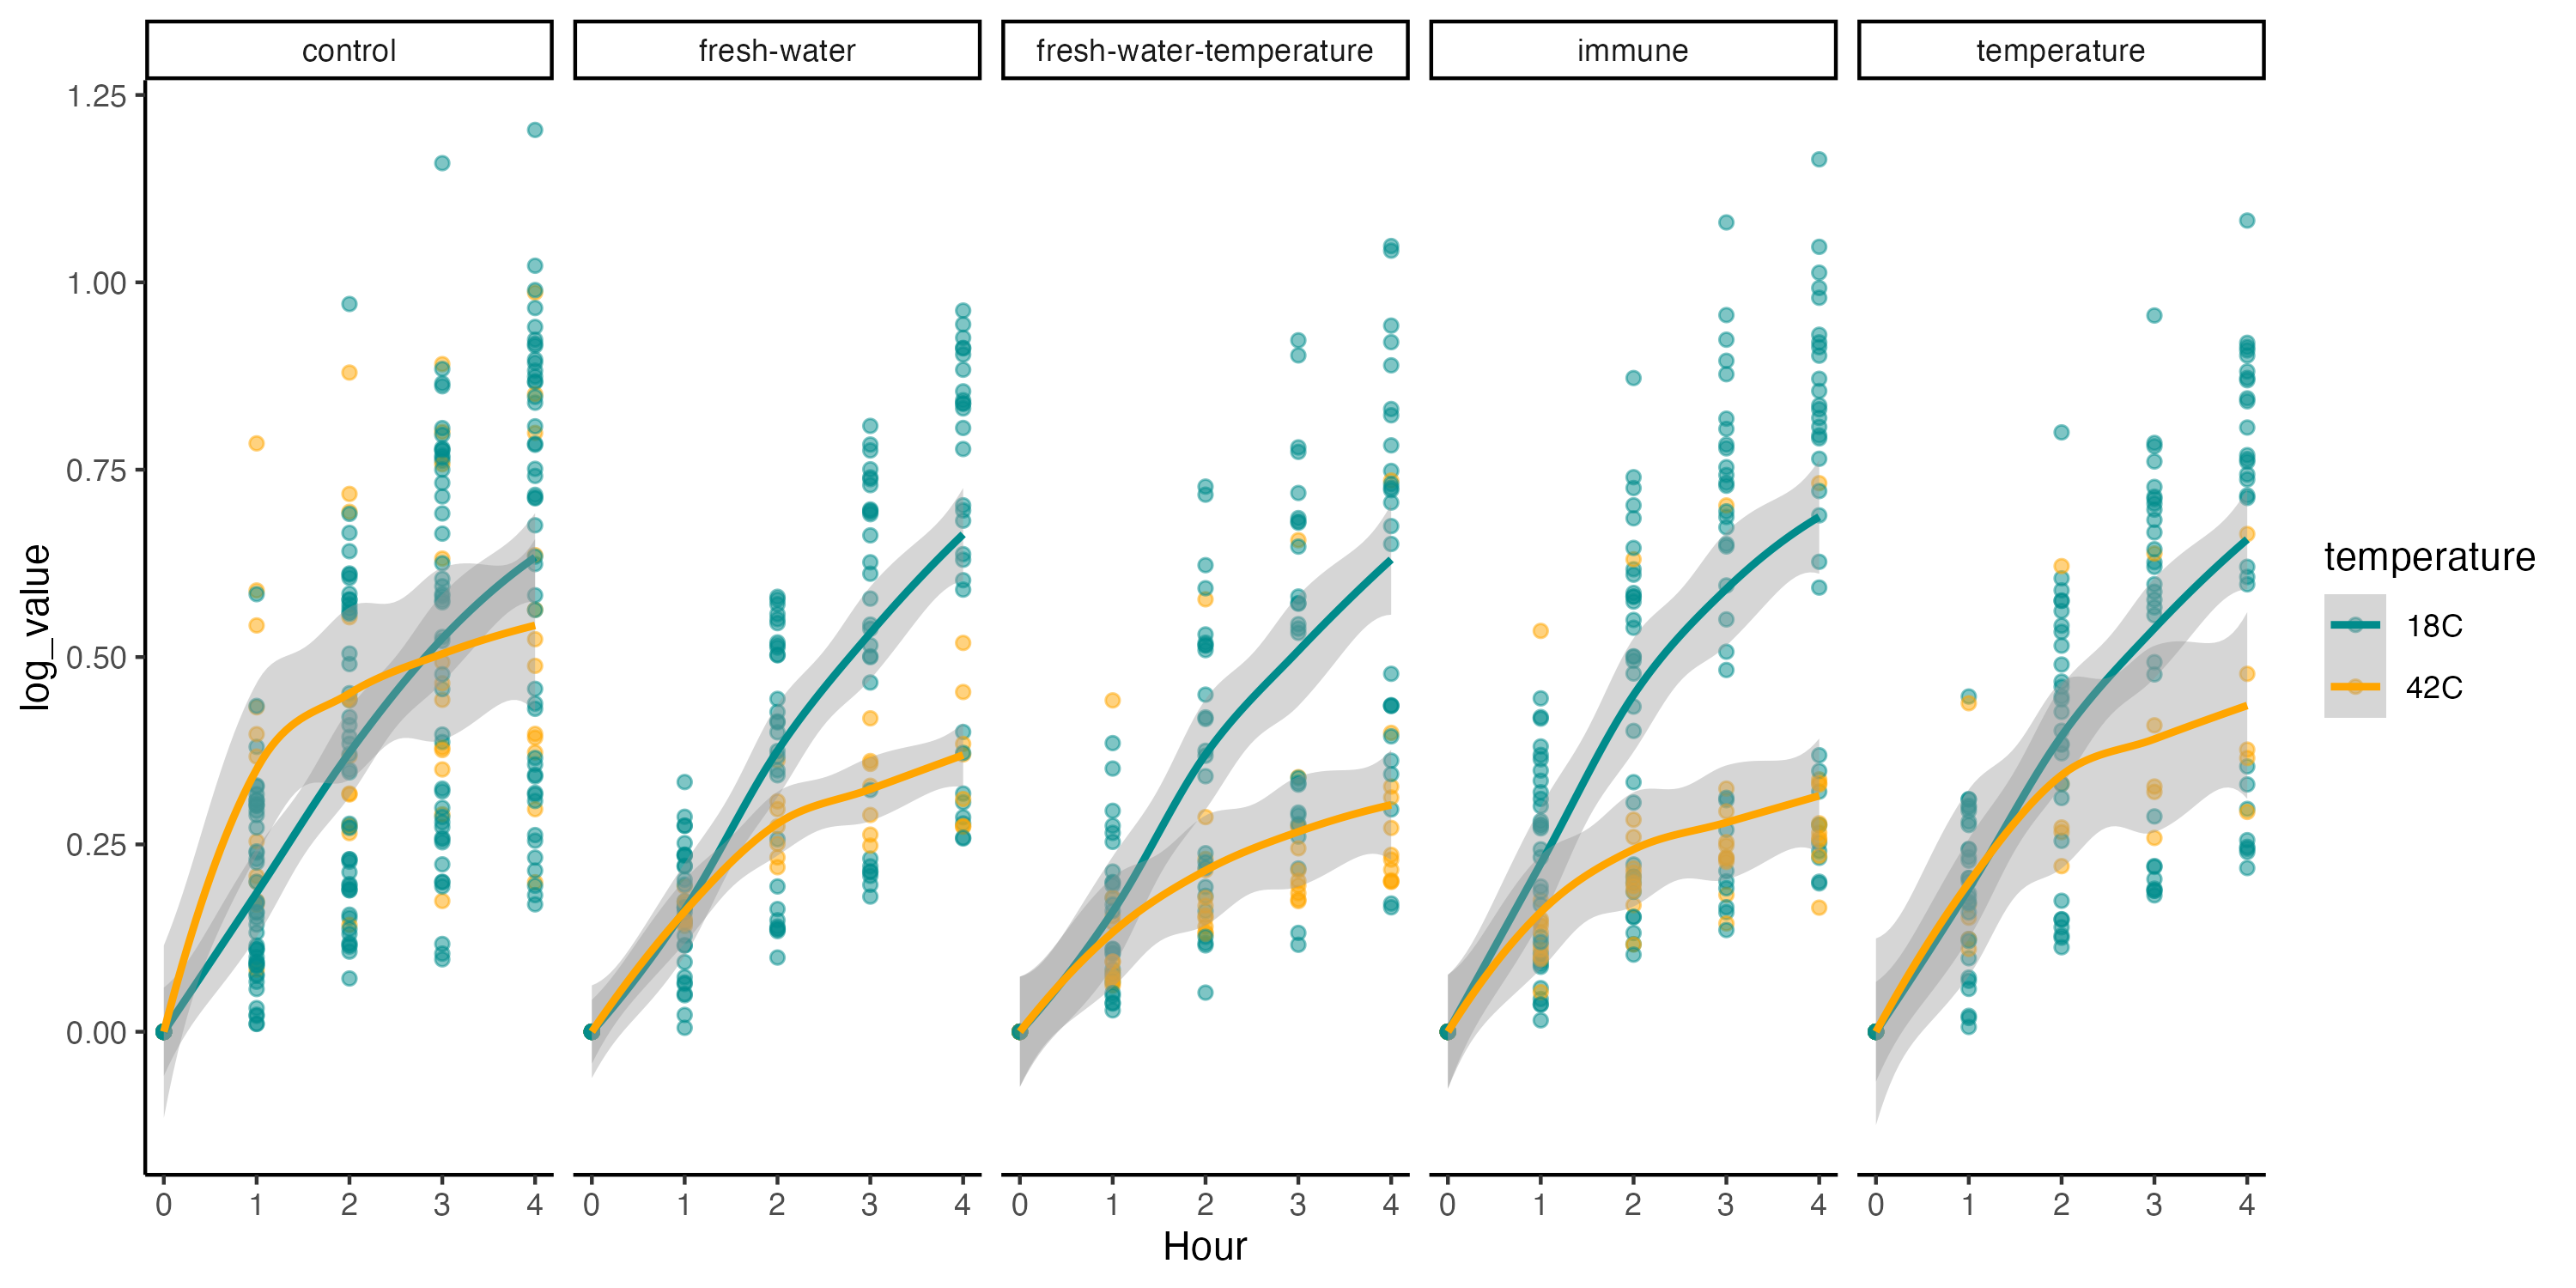 control fresh-water fresh-water-temperature immune temperature
1.25
1.00
0.75
0.50
0.25
0.00
log_value
0 1 2 3 4 0 1 2 3 4 0 1 2 3 4 0 1 2 3 4 0 1 2 3 4
Hour
temperature
18C
42C